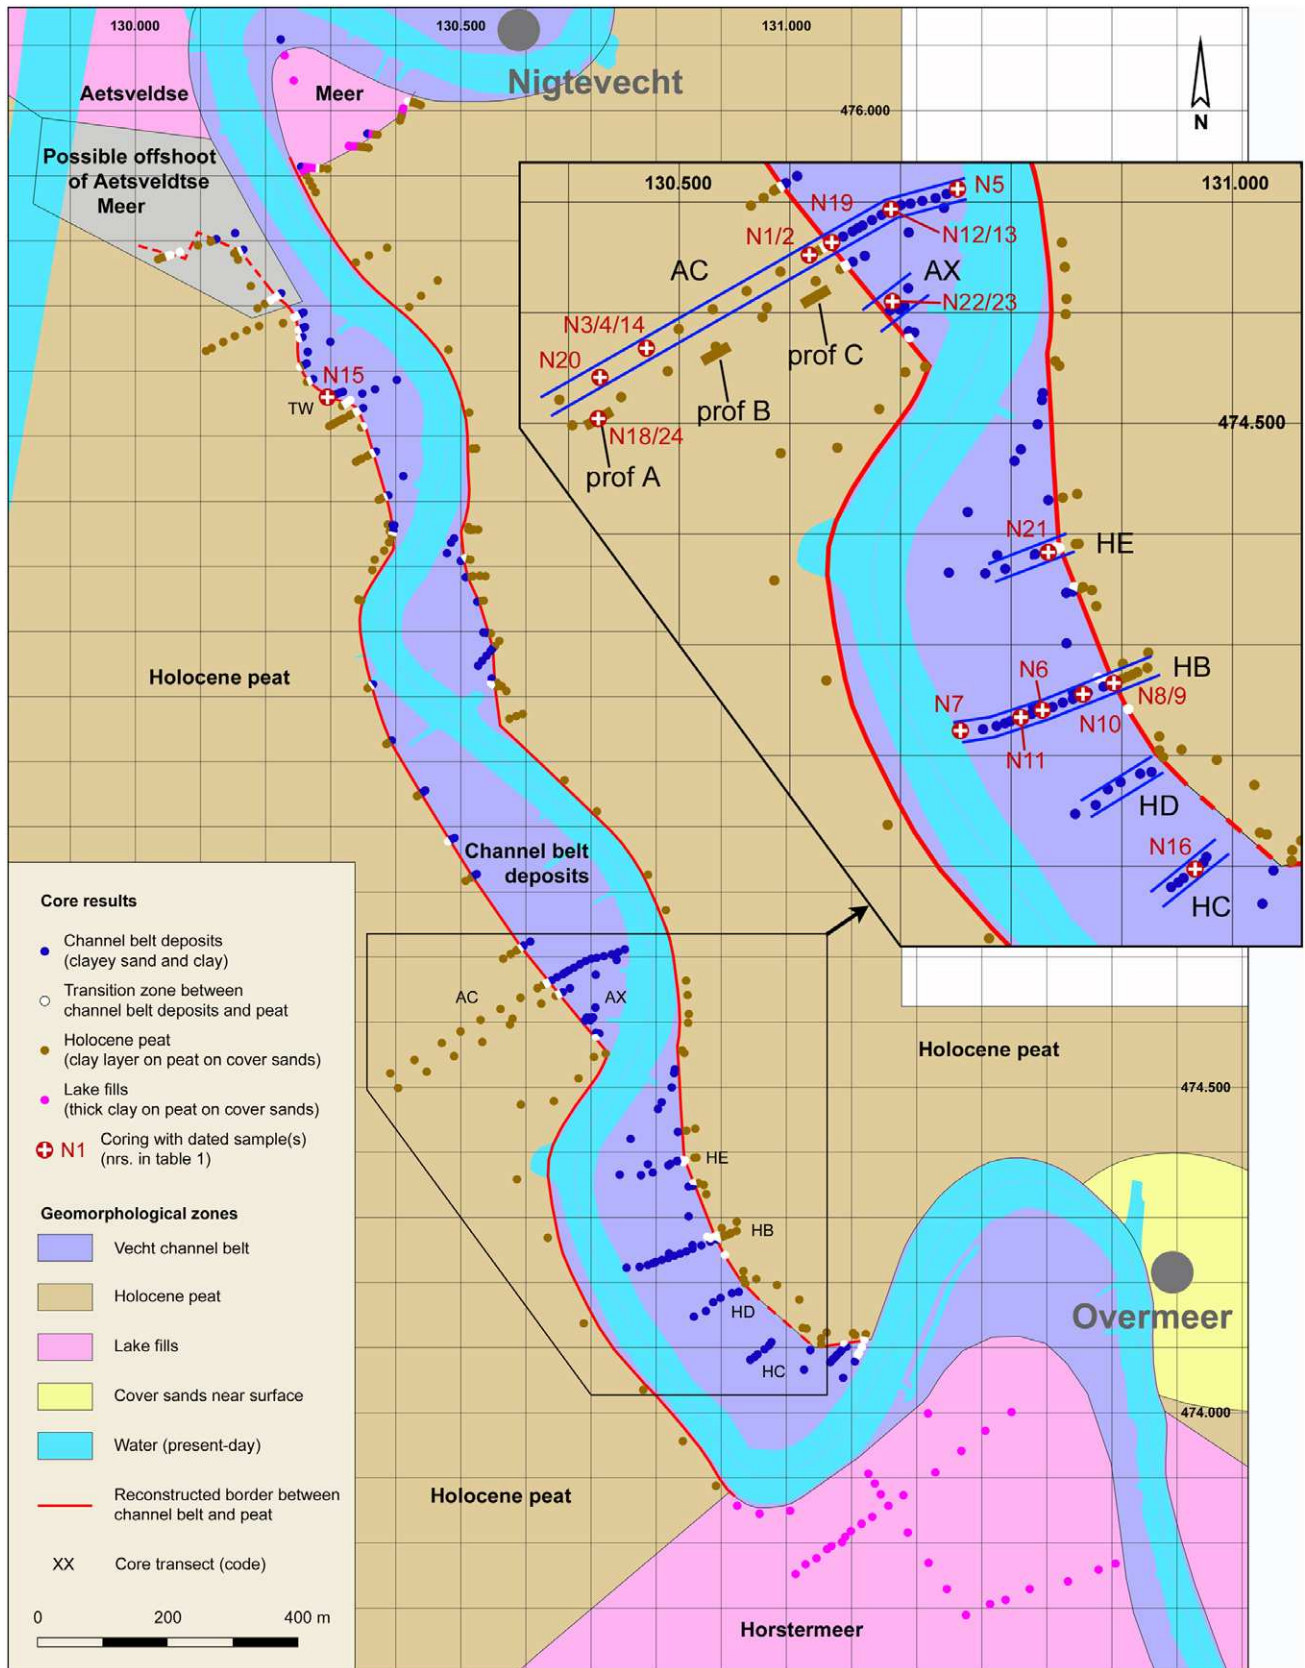 130.000
130.500
131.000
Nigtevecht
Aetsveldse
Meer
476.000
N
Possible offshoot
of Aetsveldtse
Meer
130.500
131.000
N5
N19
N12/13
N1/2
AC
AX
N22/23
N3/4/14
prof C
N20
prof B
N18/24
prof A
474.500
N15
TW
N21
HE
Holocene peat
HB
N6
N7
N8/9
N10
N11
HD
N16
HC
Channel belt
deposits
AC
AX
Holocene peat
474.500
HE
HB
HD
HC
Overmeer
474.000
Holocene peat
Horstermeer
Core results
Channel belt deposits
(clayey sand and clay)
Transition zone between
channel belt deposits and peat
Holocene peat
(clay layer on peat on cover sands)
Lake fills
(thick clay on peat on cover sands)
N1 Coring with dated sample(s)
(nrs. in table 1)
Geomorphological zones
Vecht channel belt
Holocene peat
Lake fills
Cover sands near surface
Water (present-day)
Reconstructed border between
channel belt and peat
XX Core transect (code)
0 200 400 m